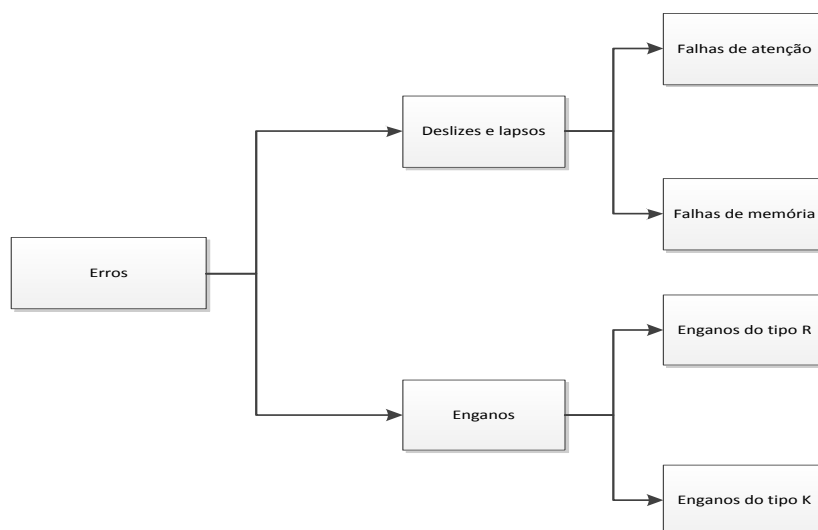 Falhas de atenção
Deslizes e lapsos
Falhas de memória
Erros
Enganos do tipo R
Enganos
Enganos do tipo K